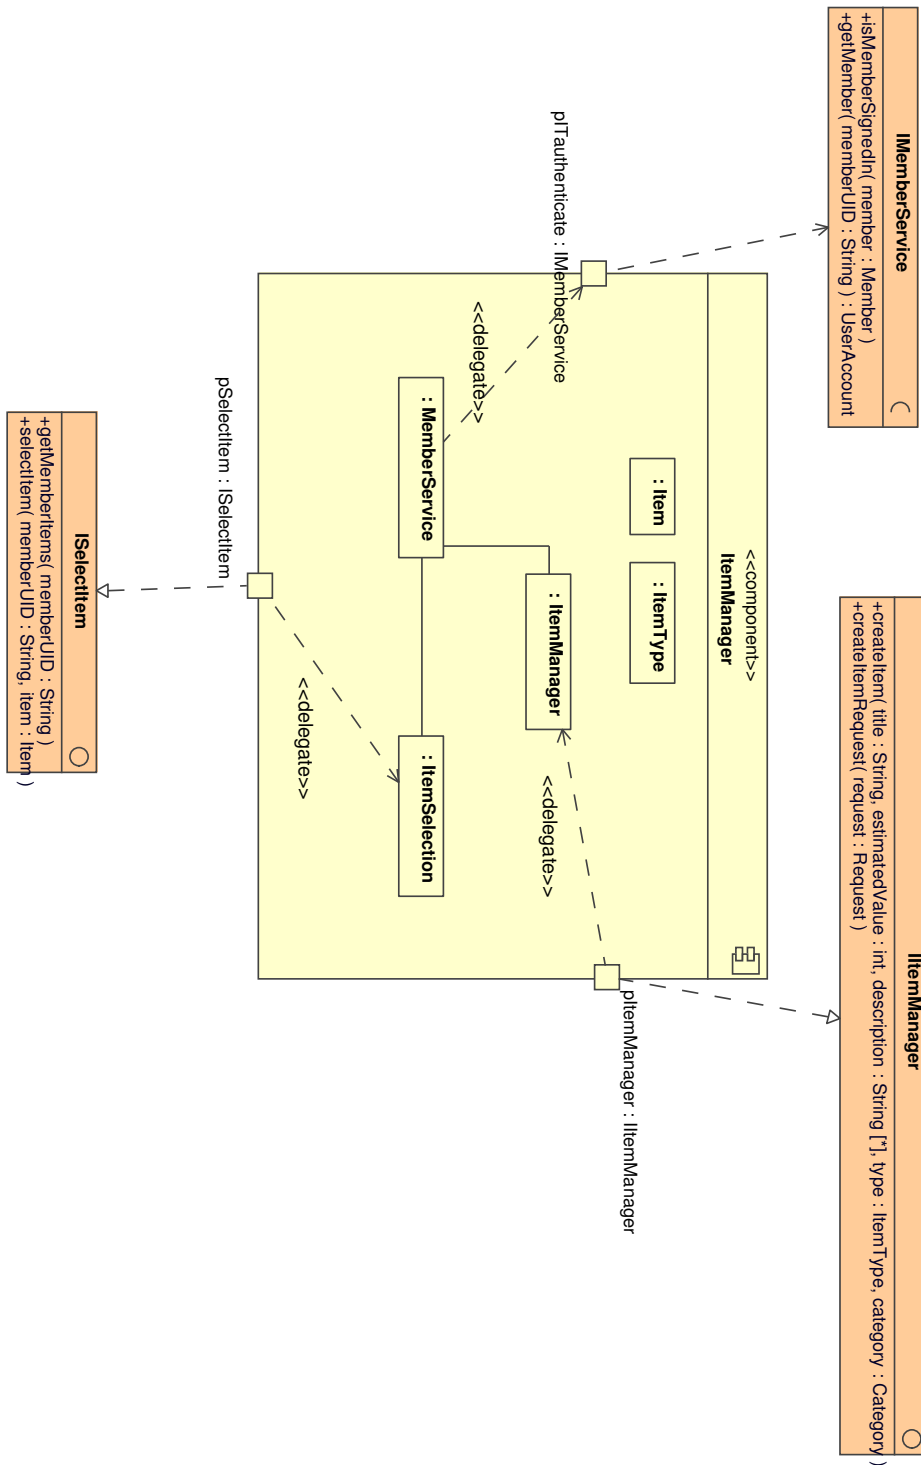 IMemberService
+isMemberSignedIn( member : Member )
+getMember( memberUID : String ) : UserAccount
IItemManager
+createItem( title : String, estimatedValue : int, description : String [*], type : ItemType, category : Category )
+createItemRequest( request : Request )
<<component>>
ItemManager
: Item
: ItemType
pITauthenticate : IMemberService
pItemManager : IItemManager
: ItemManager
<<delegate>>
<<delegate>>
: MemberService
: ItemSelection
<<delegate>>
pSelectItem : ISelectItem
ISelectItem
+getMemberItems( memberUID : String )
+selectItem( memberUID : String, item : Item )